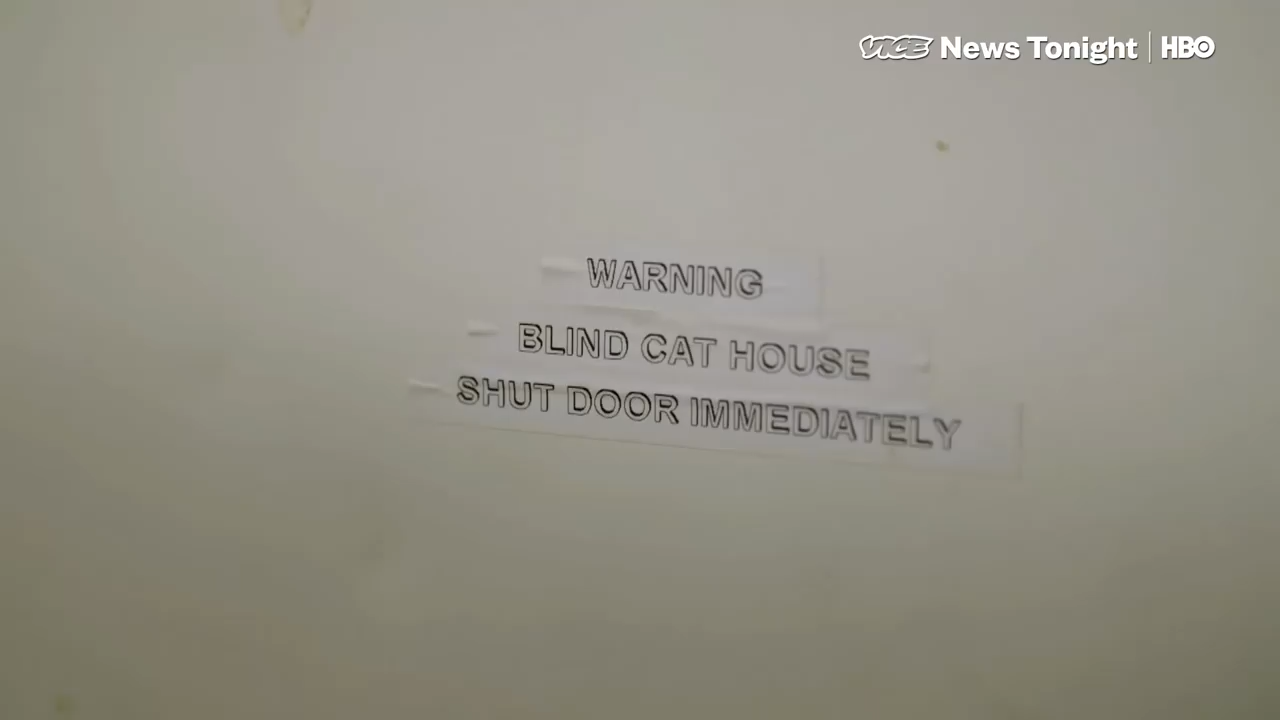 VICE News Tonight | HBO
WARNING
BLIND CAT HOUSE
SHUT DOOR IMMEDIATELY